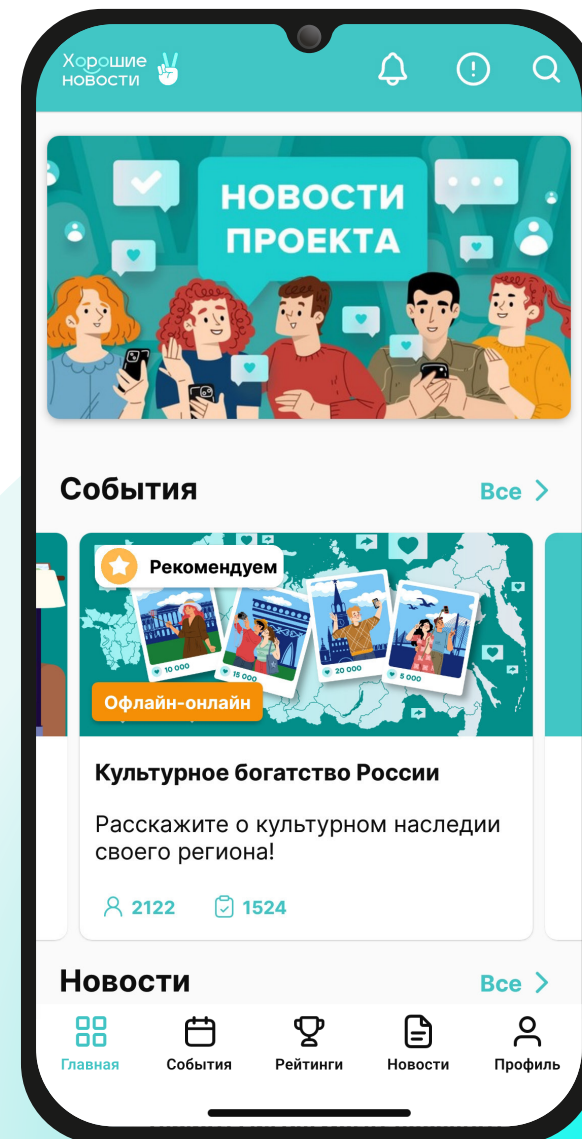 Хорошие
новости
НОВОСТИ
ПРОЕКТА
События
Все
Рекомендуем
10 000
15 000
20 000
5 000
Офлайн-онлайн
Культурное богатство России
Расскажите о культурном наследии
своего региона!
2122
1524
Новости
Все
Главная
События
Рейтинги
Новости
Профиль